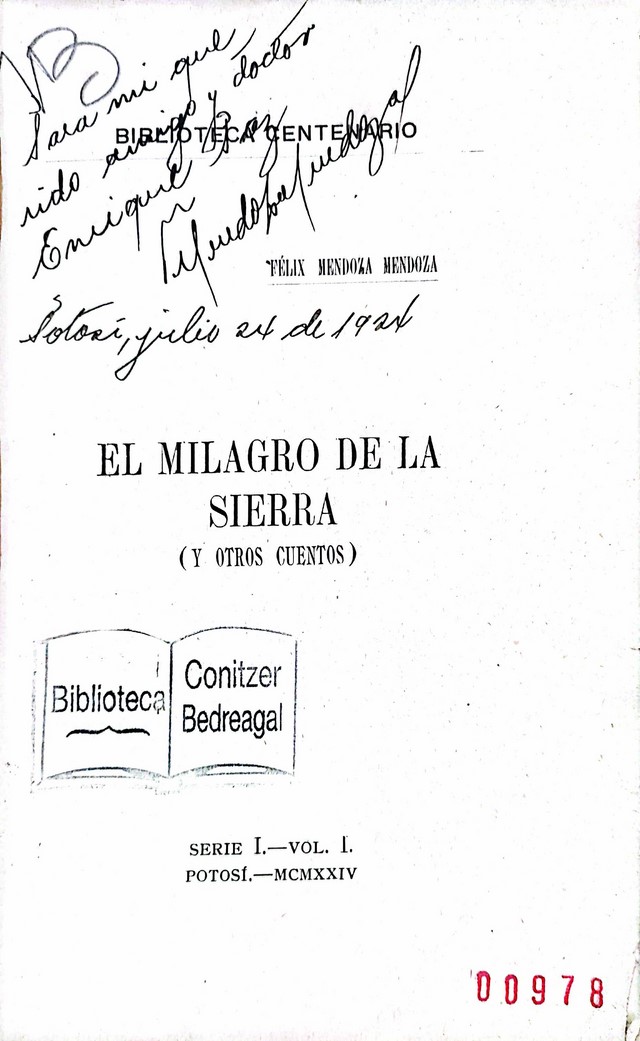 Para mi que
rido amigo y doctor
Enrique Paz
BIBLIOTECA CENTENARIO
FÉLIX MENDOZA MENDOZA
Potosí, julio 24 de 1924
EL MILAGRO DE LA
SIERRA
(Y OTROS CUENTOS)
Biblioteca
Conitzer
Bedreagal
SERIE I.—VOL. I.
POTOSÍ.—MCMXXIV
00978